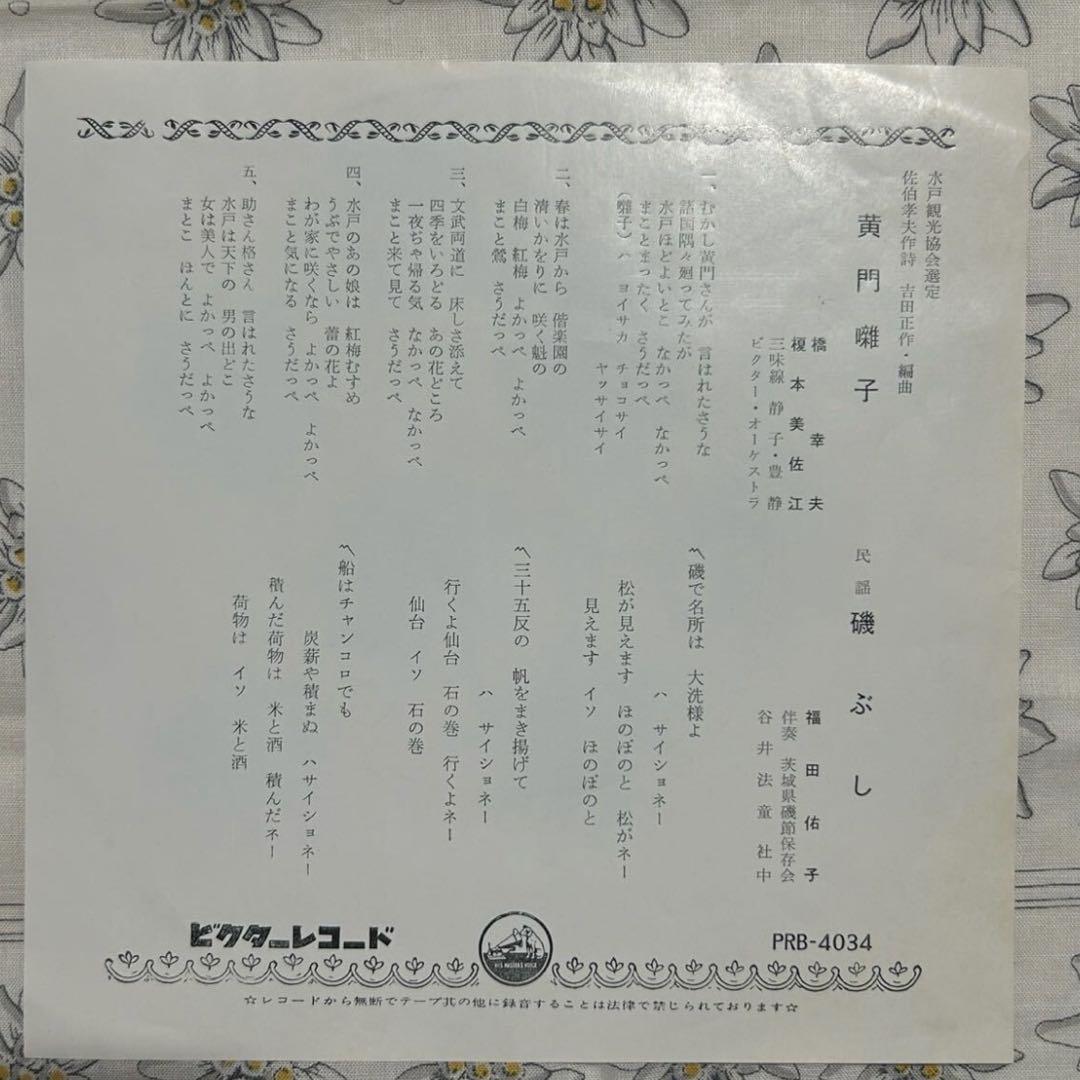 水戸観光協会選定
佐伯孝夫作詩 吉田正作・編曲
黄門囃子
橋本幸夫
榎本美佐江
三味線 静子・豊静
ビクター・オーケストラ
一、むかし黄門さんが 言はれたさうな
諸国隅々廻ってみたが
水戸ほどよいとこ なかっぺ なかっぺ
まことまったく さうだっぺ
(囃子)ハ ヨイサカ チョコサイ
ヤッサイサイ
二、春は水戸から 偕楽園の
清いかをりに 咲く魁の
白梅 紅梅 よかっぺ よかっぺ
まこと鶯 さうだっぺ
三、文武両道に 床しさ添えて
四季をいろどる あの花どころ
一夜ぢゃ帰る気 なかっぺ なかっぺ
まこと来て見て さうだっぺ
四、水戸のあの娘は 紅梅むすめ
うぶでやさしい 蕾の花よ
わが家に咲くなら よかっぺ よかっぺ
まこと気になる さうだっぺ
五、助さん格さん 言はれたさうな
水戸は天下の 男の出どこ
女は美人で よかっぺ よかっぺ
まとこ ほんとに さうだっぺ
民謡 磯ぶし
福田佑子
伴奏 茨城県磯節保存会
谷井法童社中
〽磯で名所は 大洗様よ
ハ サイショネー
松が見えます ほのぼのと 松がネー
見えます イソ ほのぼのと
〽三十五反の 帆をまき揚げて
ハ サイショネー
行くよ仙台 石の巻 行くよネー
仙台 イソ 石の巻
〽船はチャンコロでも
炭薪や積まぬ ハサイショネー
積んだ荷物は 米と酒 積んだネー
荷物は イソ 米と酒
ビクターレコード
HIS MASTER'S VOICE
PRB-4034
☆レコードから無断でテープ其の他に録音することは法律で禁じられております☆